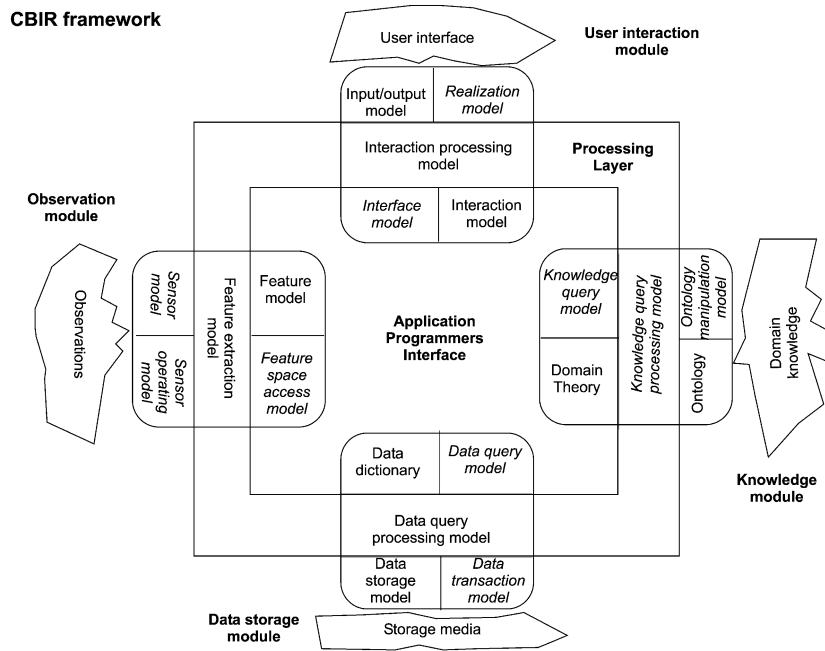 CBIR framework
User interface
User interaction
module
Input/output
model
Realization
model
Interaction processing
model
Processing
Layer
Interface
model
Interaction
model
Observation
module
Observations
Sensor
model
Sensor
operating
model
Feature extraction
model
Feature
model
Feature
space
access
model
Application
Programmers
Interface
Knowledge
query
model
Domain
Theory
Knowledge query
processing model
Ontology
manipulation
model
Ontology
Domain
knowledge
Knowledge
module
Data
dictionary
Data query
model
Data query
processing model
Data
storage
model
Data
transaction
model
Data storage
module
Storage media